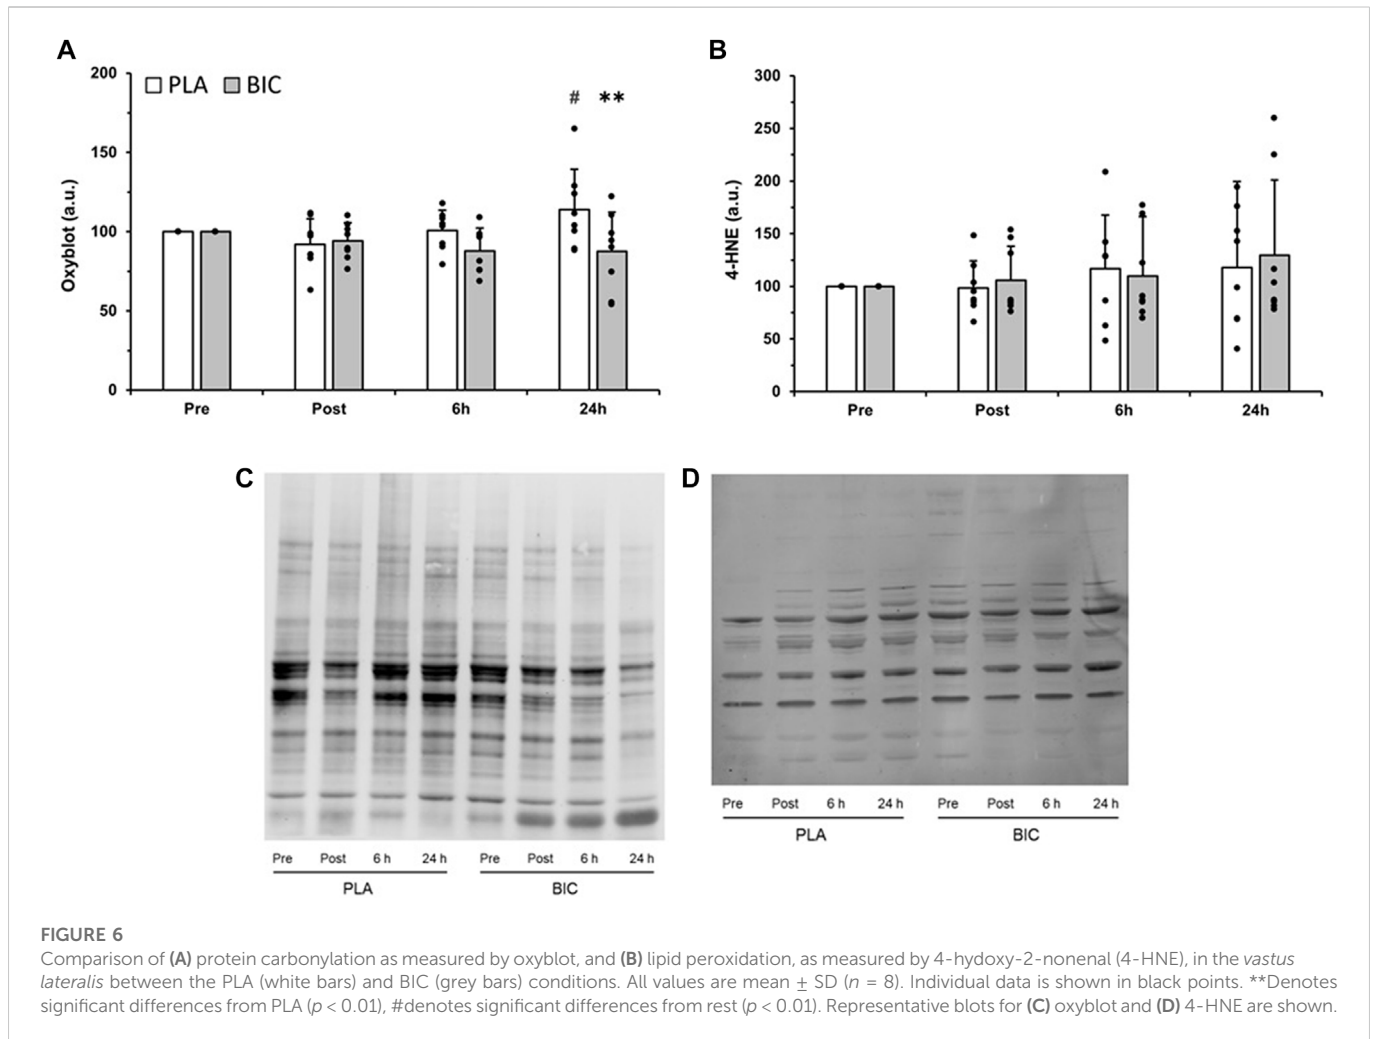 A
200
150
100
50
0
Oxyblot (a.u.)
PLA BIC
# **
Pre Post 6h 24h
B
300
250
200
150
100
50
0
4-HNE (a.u.)
Pre Post 6h 24h
C
Pre Post 6 h 24 h Pre Post 6 h 24 h
PLA BIC
D
Pre Post 6 h 24 h Pre Post 6 h 24 h
PLA BIC
FIGURE 6
Comparison of (A) protein carbonylation as measured by oxyblot, and (B) lipid peroxidation, as measured by 4-hydoxy-2-nonenal (4-HNE), in the vastus
lateralis between the PLA (white bars) and BIC (grey bars) conditions. All values are mean ± SD (n = 8). Individual data is shown in black points. **Denotes
significant differences from PLA (p < 0.01), #denotes significant differences from rest (p < 0.01). Representative blots for (C) oxyblot and (D) 4-HNE are shown.